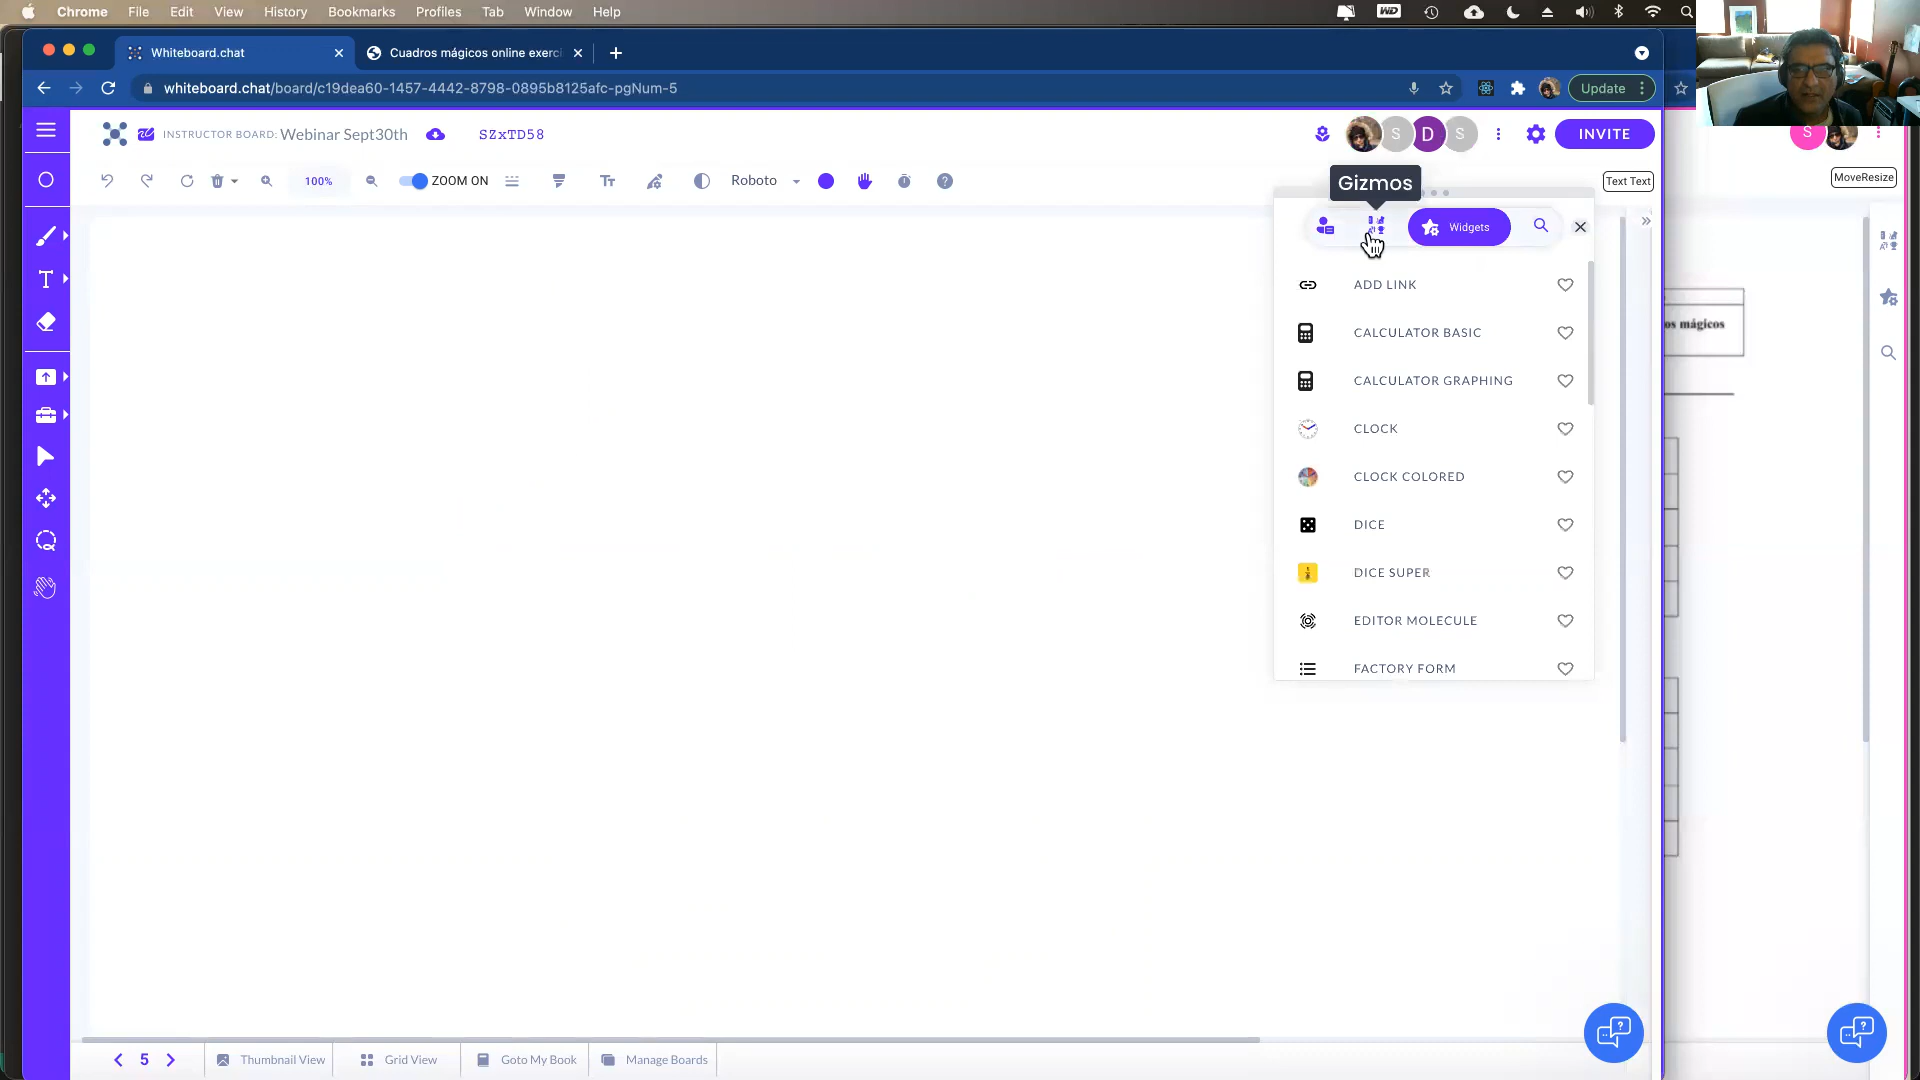 Chrome File Edit View History Bookmarks Profiles Tab Window Help
WD
Whiteboard.chat
Cuadros mágicos online exerci
whiteboard.chat/board/c19dea60-1457-4442-8798-0895b8125afc-pgNum-5
Update
INSTRUCTOR BOARD: Webinar Sept30th
SZxTD58
S D S
INVITE
S
100%
ZOOM ON
Roboto
Gizmos
Text Text
MoveResize
Widgets
ADD LINK
CALCULATOR BASIC
CALCULATOR GRAPHING
CLOCK
CLOCK COLORED
DICE
DICE SUPER
EDITOR MOLECULE
FACTORY FORM
os mágicos
5
Thumbnail View
Grid View
Goto My Book
Manage Boards